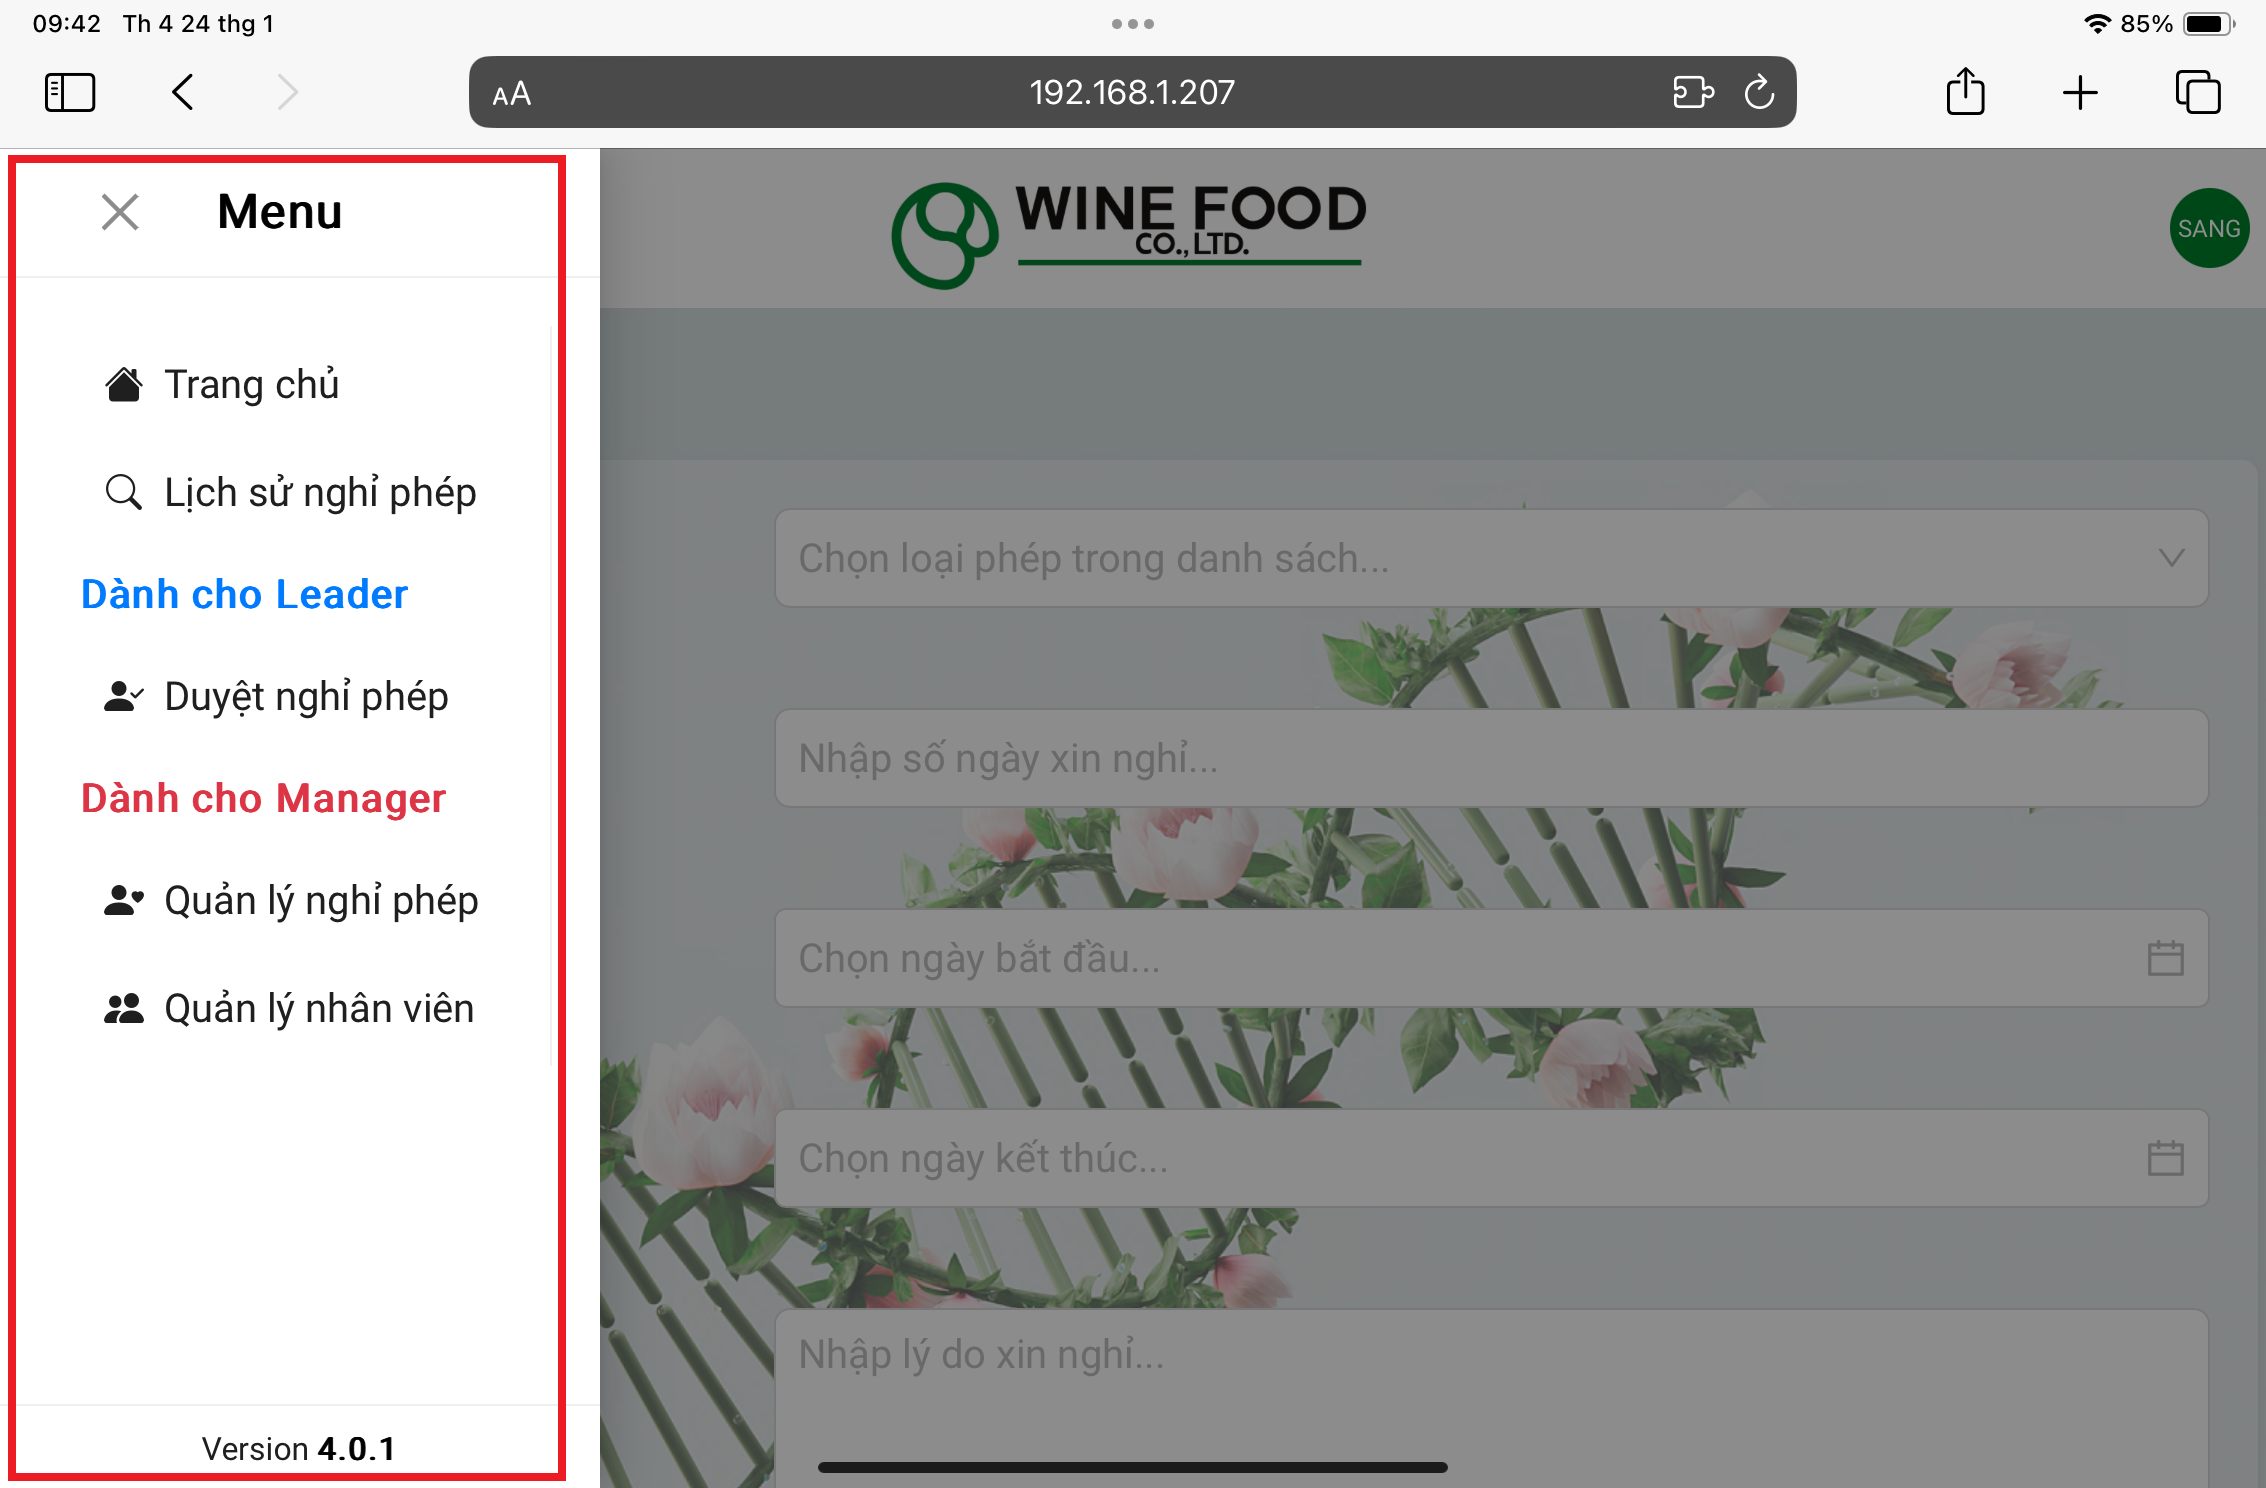 09:42 Th 4 24 thg 1
85%
AA
192.168.1.207
Menu
WINE FOOD
CO., LTD.
SANG
Trang chủ
Lịch sử nghỉ phép
Dành cho Leader
Duyệt nghỉ phép
Dành cho Manager
Quản lý nghỉ phép
Quản lý nhân viên
Version 4.0.1
Chọn loại phép trong danh sách...
Nhập số ngày xin nghỉ...
Chọn ngày bắt đầu...
Chọn ngày kết thúc...
Nhập lý do xin nghỉ...